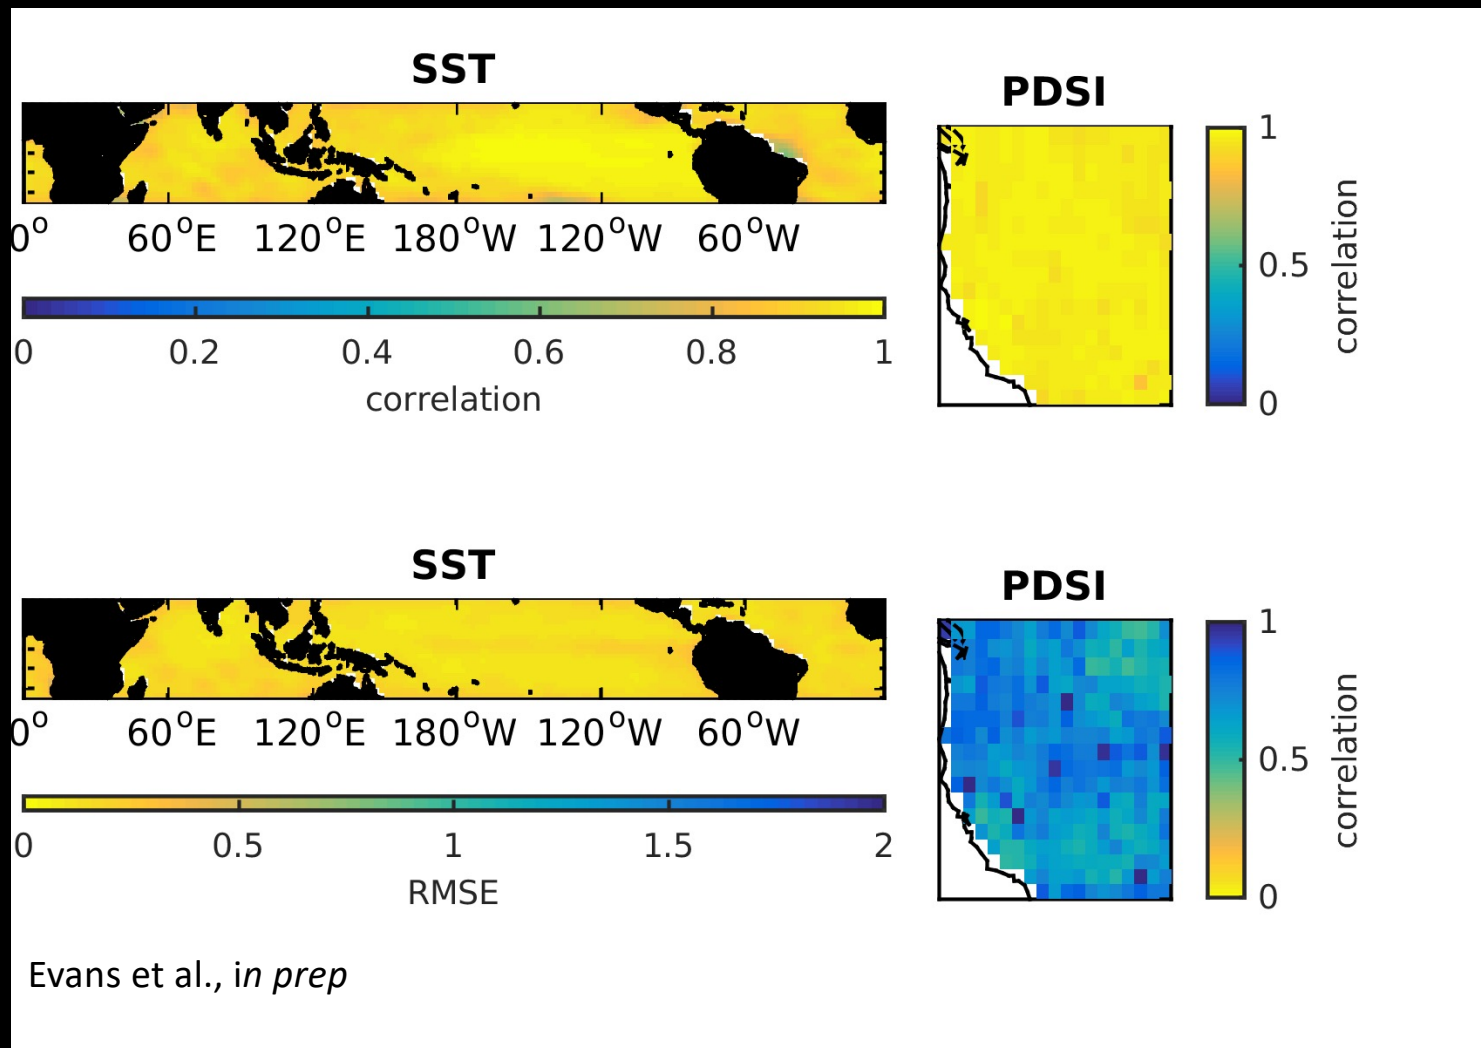 SST
0° 60°E 120°E 180°W 120°W 60°W
0 0.2 0.4 0.6 0.8 1
correlation
PDSI
1
0.5
0
correlation
SST
0° 60°E 120°E 180°W 120°W 60°W
0 0.5 1 1.5 2
RMSE
PDSI
1
0.5
0
correlation
Evans et al., in prep